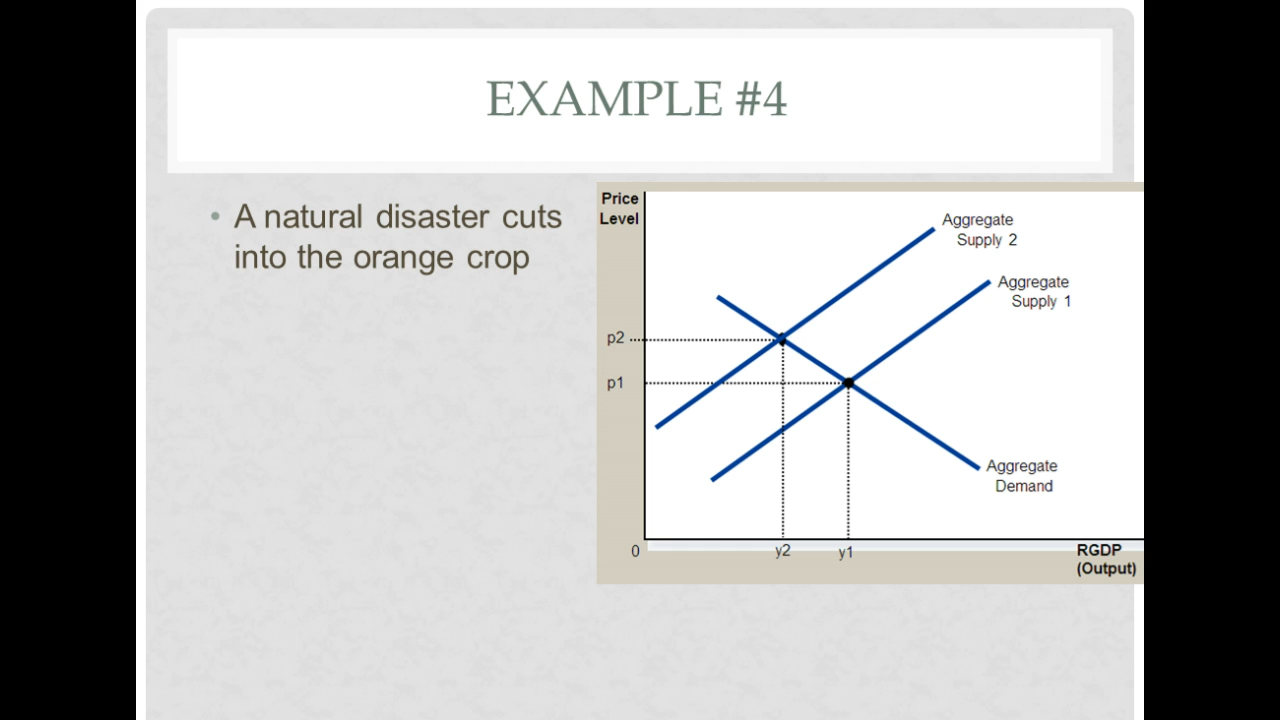 EXAMPLE #4
• A natural disaster cuts
into the orange crop
Price
Level
Aggregate
Supply 2
Aggregate
Supply 1
p2
p1
Aggregate
Demand
0
y2
y1
RGDP
(Output)